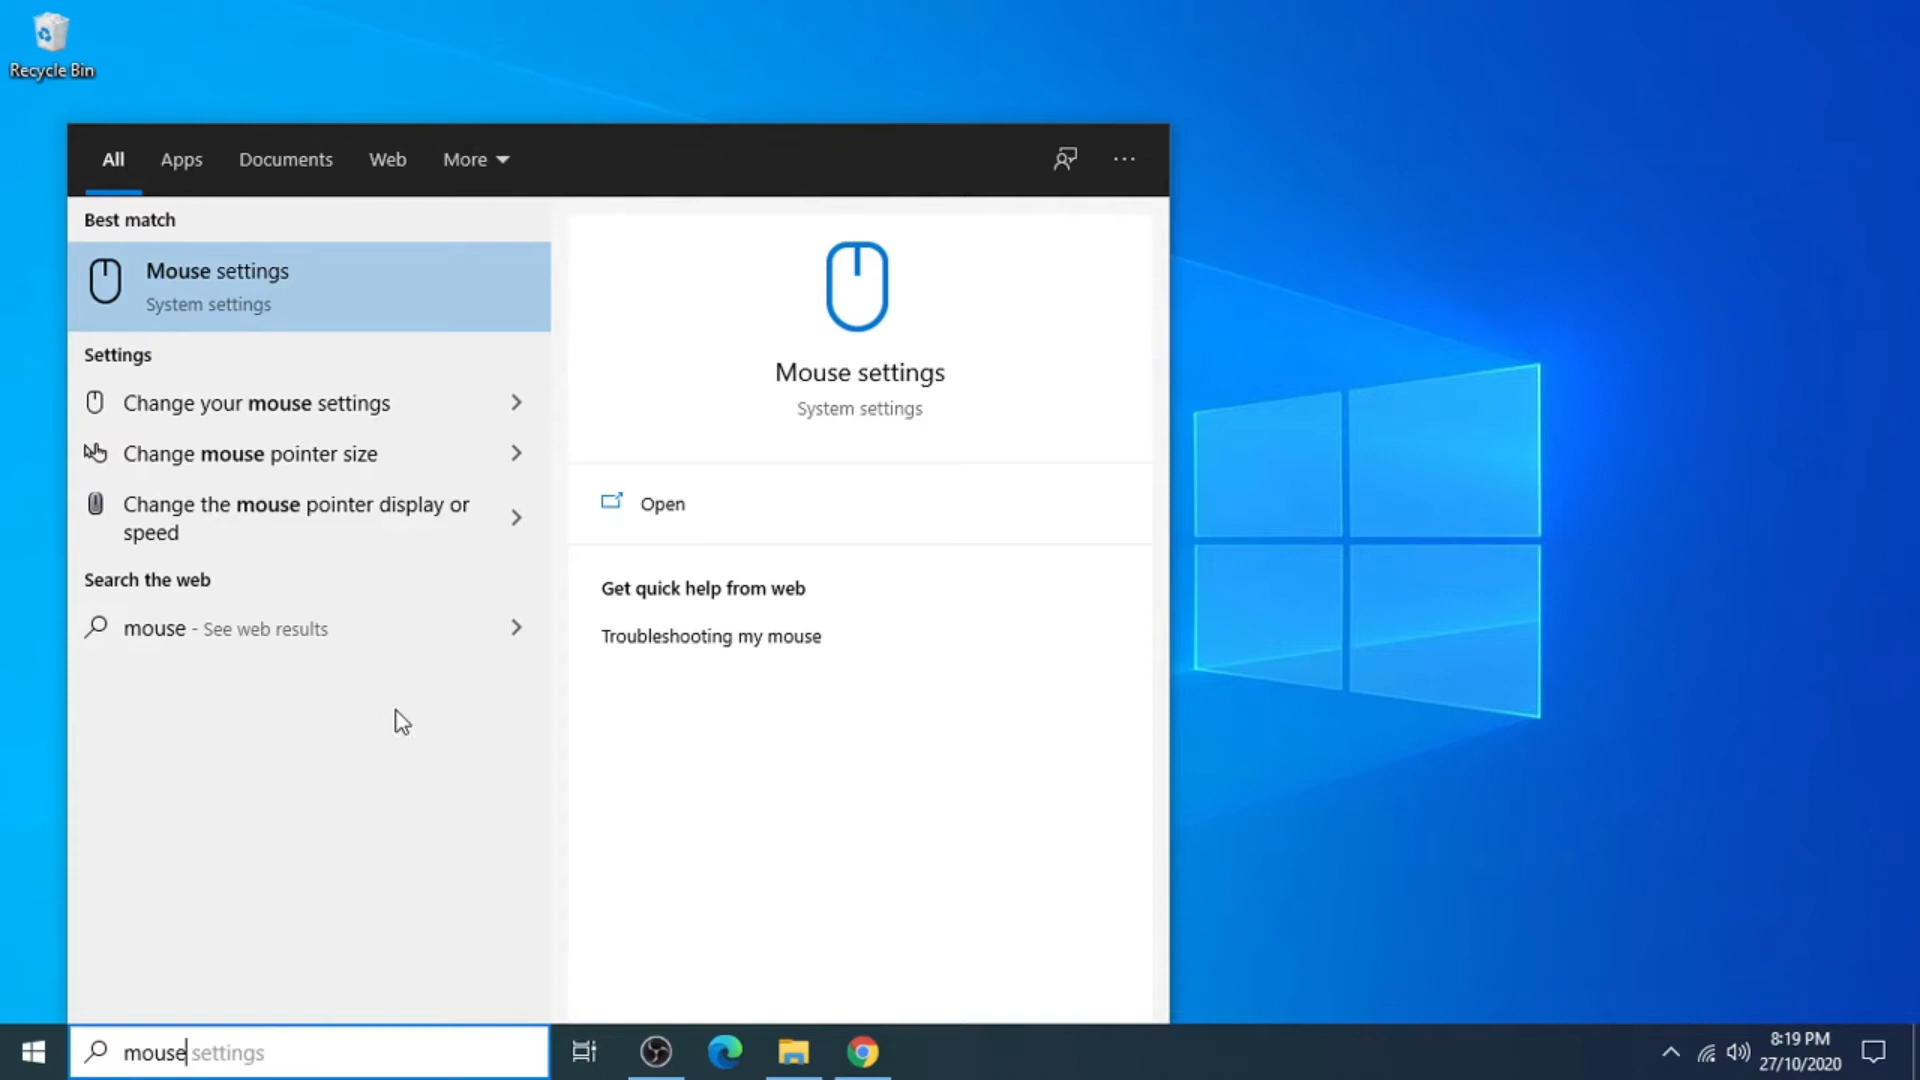 Recycle Bin
All Apps Documents Web More
Best match
Mouse settings
System settings
Settings
Change your mouse settings
Change mouse pointer size
Change the mouse pointer display or
speed
Search the web
mouse - See web results
Mouse settings
System settings
Open
Get quick help from web
Troubleshooting my mouse
mouse settings
8:19 PM
27/10/2020